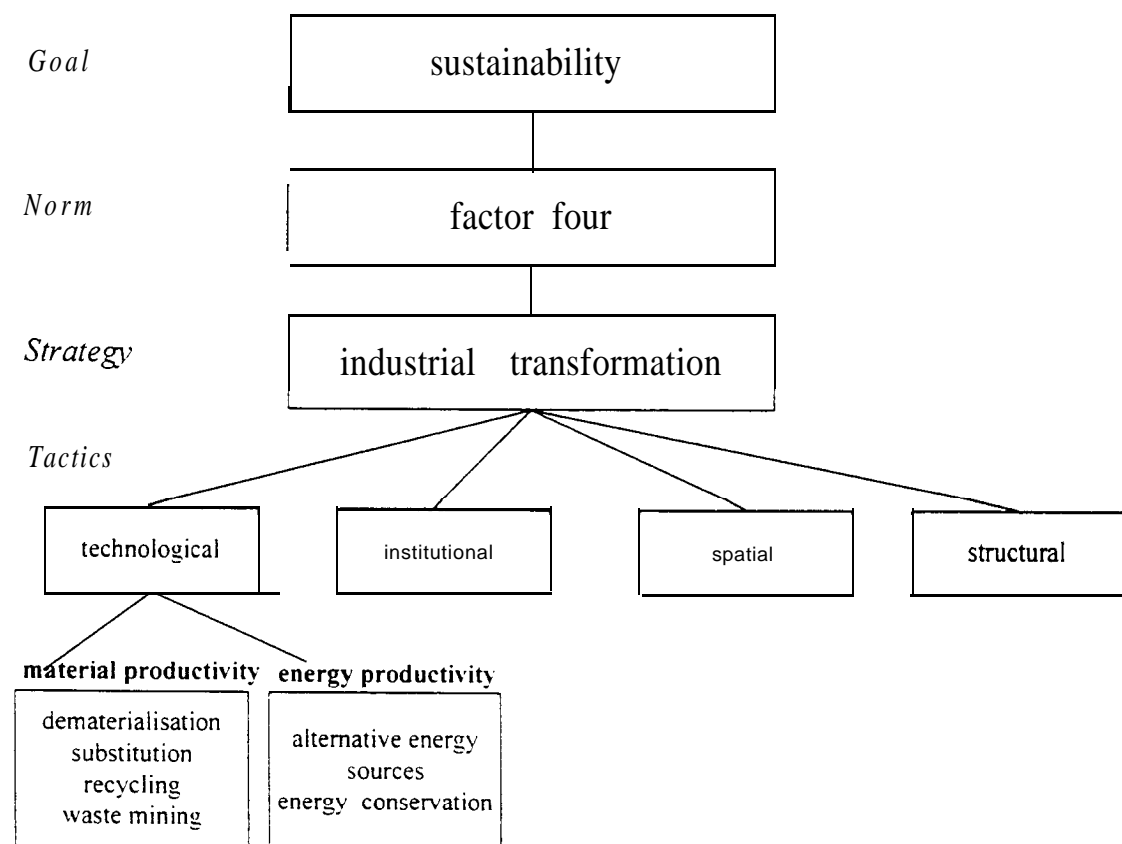 Goal
sustainability
Norm
factor four
Strategy
industrial transformation
Tactics
technological
institutional
spatial
structural
material productivity
energy productivity
dematerialisation
substitution
recycling
waste mining
alternative energy
sources
energy conservation